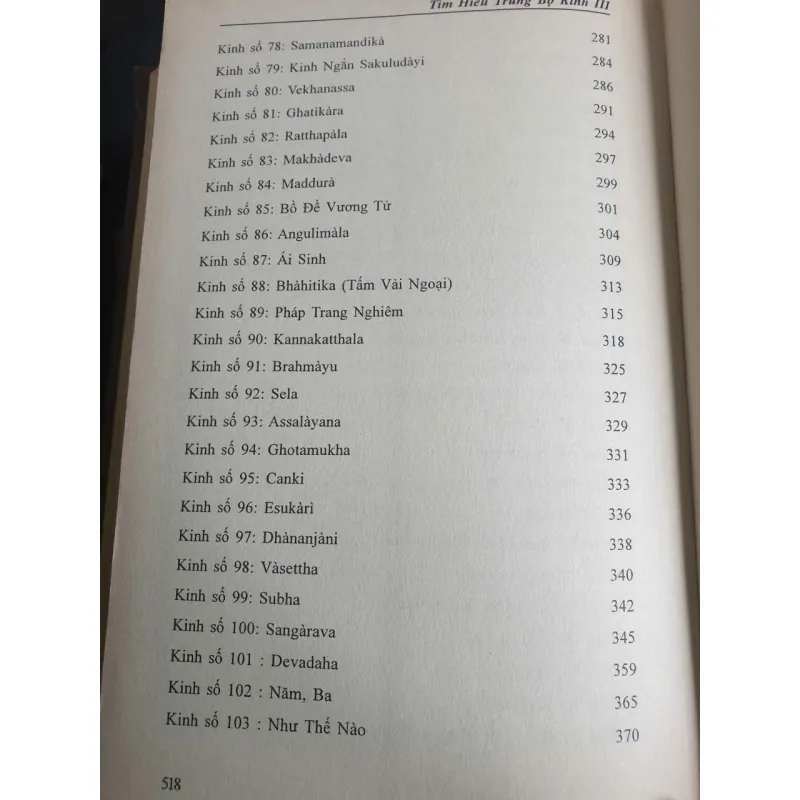 Tìm Hiểu Trung Bộ Kinh III
Kinh số 78: Samanamandikà 281
Kinh số 79: Kinh Ngắn Sakuludàyi 284
Kinh số 80: Vekhanassa 286
Kinh số 81: Ghatikàra 291
Kinh số 82: Ratthapàla 294
Kinh số 83: Makhàdeva 297
Kinh số 84: Maddurà 299
Kinh số 85: Bồ Đề Vương Tử 301
Kinh số 86: Angulimàla 304
Kinh số 87: Ái Sinh 309
Kinh số 88: Bhàhitika (Tấm Vải Ngoại) 313
Kinh số 89: Pháp Trang Nghiêm 315
Kinh số 90: Kannakatthala 318
Kinh số 91: Brahmàyu 325
Kinh số 92: Sela 327
Kinh số 93: Assalàyana 329
Kinh số 94: Ghotamukha 331
Kinh số 95: Canki 333
Kinh số 96: Esukàrì 336
Kinh số 97: Dhànanjàni 338
Kinh số 98: Vàsettha 340
Kinh số 99: Subha 342
Kinh số 100: Sangàrava 345
Kinh số 101 : Devadaha 359
Kinh số 102 : Năm, Ba 365
Kinh số 103 : Như Thế Nào 370
518